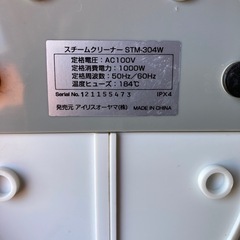 スチームクリーナー STM-304W
定格電圧：AC100V
定格消費電力：1000W
定格周波数：50Hz／60Hz
温度ヒューズ：184℃
Serial No. 121155473 IPX4
発売元 アイリスオーヤマ(株) MADE IN CHINA